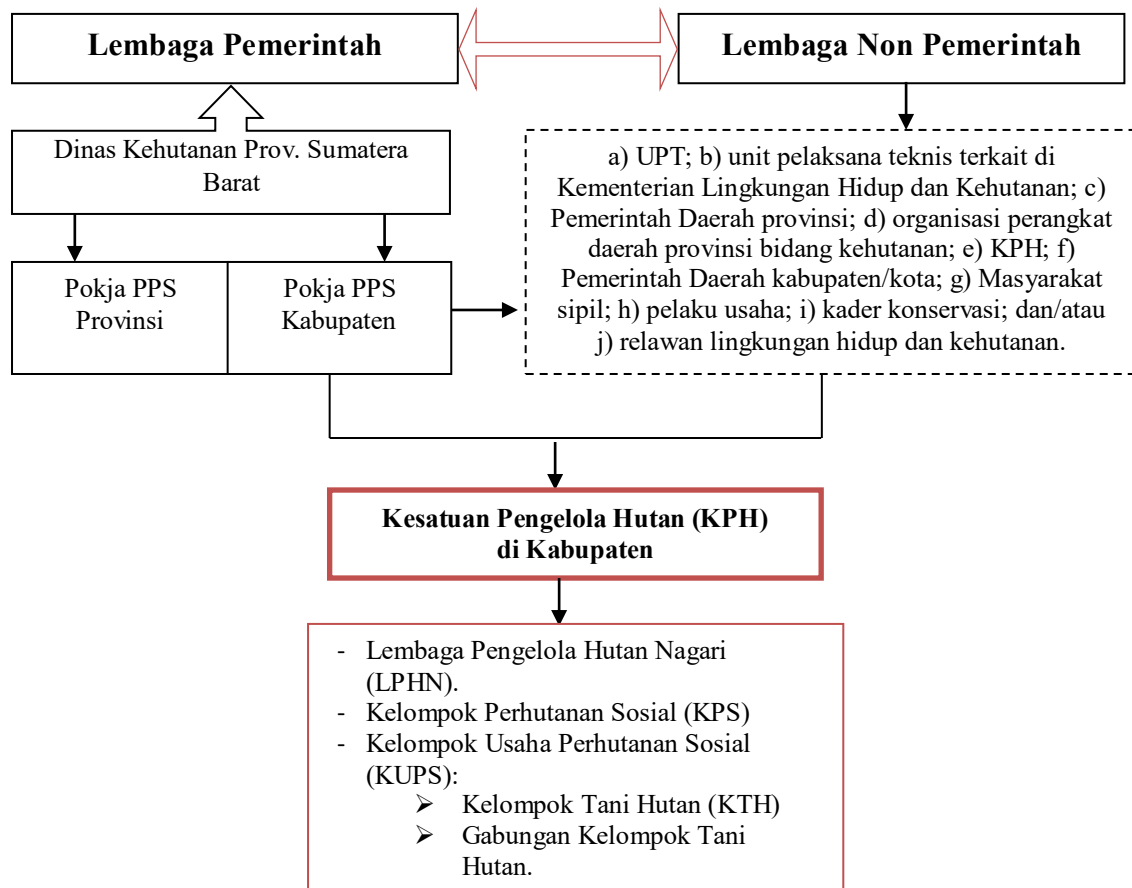 Lembaga Pemerintah
Lembaga Non Pemerintah
Dinas Kehutanan Prov. Sumatera
Barat
a) UPT; b) unit pelaksana teknis terkait di
Kementerian Lingkungan Hidup dan Kehutanan; c)
Pemerintah Daerah provinsi; d) organisasi perangkat
daerah provinsi bidang kehutanan; e) KPH; f)
Pemerintah Daerah kabupaten/kota; g) Masyarakat
sipil; h) pelaku usaha; i) kader konservasi; dan/atau
j) relawan lingkungan hidup dan kehutanan.
Pokja PPS
Provinsi
Pokja PPS
Kabupaten
Kesatuan Pengelola Hutan (KPH)
di Kabupaten
- Lembaga Pengelola Hutan Nagari
(LPHN).
- Kelompok Perhutanan Sosial (KPS)
- Kelompok Usaha Perhutanan Sosial
(KUPS):
➢ Kelompok Tani Hutan (KTH)
➢ Gabungan Kelompok Tani
Hutan.